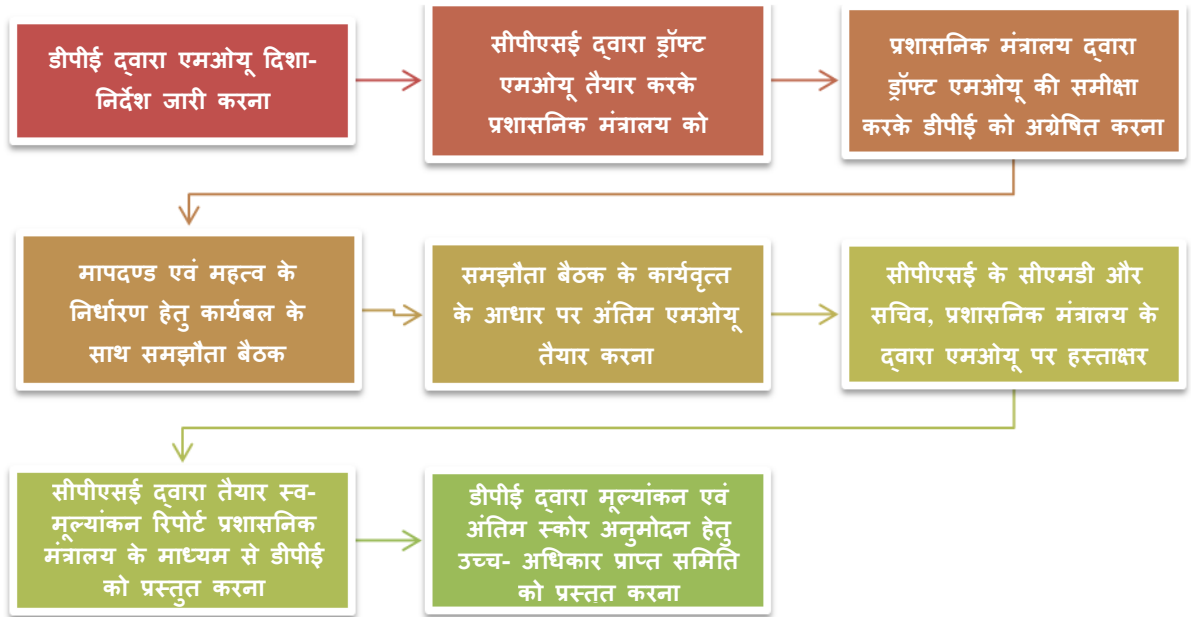 डीपीई द्वारा एमओयू दिशा-
निर्देश जारी करना
सीपीएसई द्वारा ड्रॉफ्ट
एमओयू तैयार करके
प्रशासनिक मंत्रालय को
प्रशासनिक मंत्रालय द्वारा
ड्रॉफ्ट एमओयू की समीक्षा
करके डीपीई को अग्रेषित करना
मापदण्ड एवं महत्व के
निर्धारण हेतु कार्यबल के
साथ समझौता बैठक
समझौता बैठक के कार्यवृत्त
के आधार पर अंतिम एमओयू
तैयार करना
सीपीएसई के सीएमडी और
सचिव, प्रशासनिक मंत्रालय के
द्वारा एमओयू पर हस्ताक्षर
सीपीएसई द्वारा तैयार स्व-
मूल्यांकन रिपोर्ट प्रशासनिक
मंत्रालय के माध्यम से डीपीई
को प्रस्तुत करना
डीपीई द्वारा मूल्यांकन एवं
अंतिम स्कोर अनुमोदन हेतु
उच्च- अधिकार प्राप्त समिति
को प्रस्तुत करना